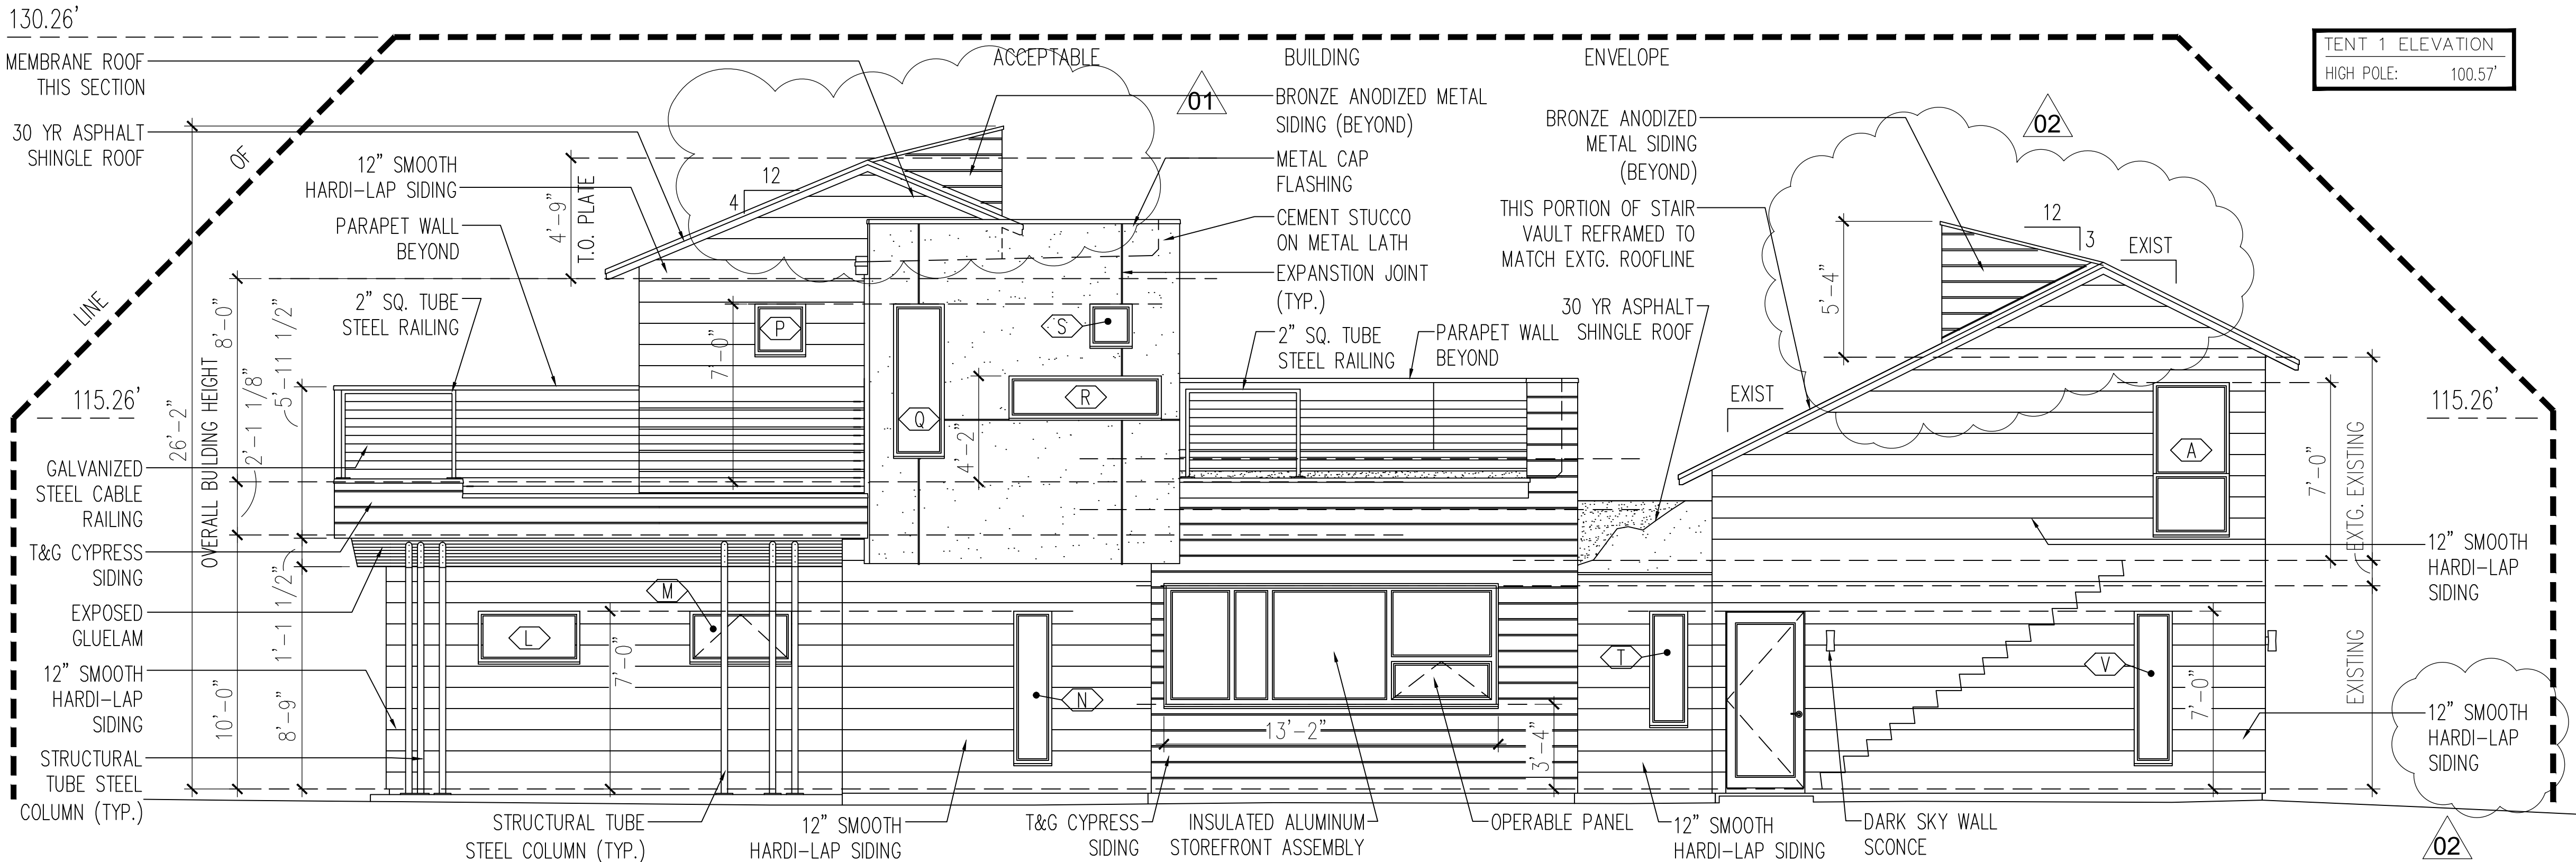 130.26'
MEMBRANE ROOF
THIS SECTION
30 YR ASPHALT
SHINGLE ROOF
LINE
OF
ACCEPTABLE
BUILDING
ENVELOPE
TENT 1 ELEVATION
HIGH POLE: 100.57'
01
02
12" SMOOTH
HARDI-LAP SIDING
PARAPET WALL
BEYOND
2" SQ. TUBE
STEEL RAILING
12
4
4'-9"
T.O. PLATE
BRONZE ANODIZED METAL
SIDING (BEYOND)
METAL CAP
FLASHING
CEMENT STUCCO
ON METAL LATH
EXPANSTION JOINT
(TYP.)
2" SQ. TUBE
STEEL RAILING
PARAPET WALL
BEYOND
BRONZE ANODIZED
METAL SIDING
(BEYOND)
THIS PORTION OF STAIR
VAULT REFRAMED TO
MATCH EXTG. ROOFLINE
30 YR ASPHALT
SHINGLE ROOF
12
3
EXIST
EXIST
5'-4"
115.26'
115.26'
26'-2"
OVERALL BUILDING HEIGHT
8'-0"
2'-1 1/8"
5'-11 1/2"
10'-0"
1'-1 1/2"
8'-9"
7'-0"
4'-2"
P
Q
R
S
A
7'-0"
EXTG. EXISTING
EXISTING
GALVANIZED
STEEL CABLE
RAILING
T&G CYPRESS
SIDING
EXPOSED
GLUELAM
12" SMOOTH
HARDI-LAP
SIDING
STRUCTURAL
TUBE STEEL
COLUMN (TYP.)
L
M
N
T
V
7'-0"
13'-2"
3'-4"
7'-0"
12" SMOOTH
HARDI-LAP
SIDING
12" SMOOTH
HARDI-LAP
SIDING
02
STRUCTURAL TUBE
STEEL COLUMN (TYP.)
12" SMOOTH
HARDI-LAP SIDING
T&G CYPRESS
SIDING
INSULATED ALUMINUM
STOREFRONT ASSEMBLY
OPERABLE PANEL
12" SMOOTH
HARDI-LAP SIDING
DARK SKY WALL
SCONCE